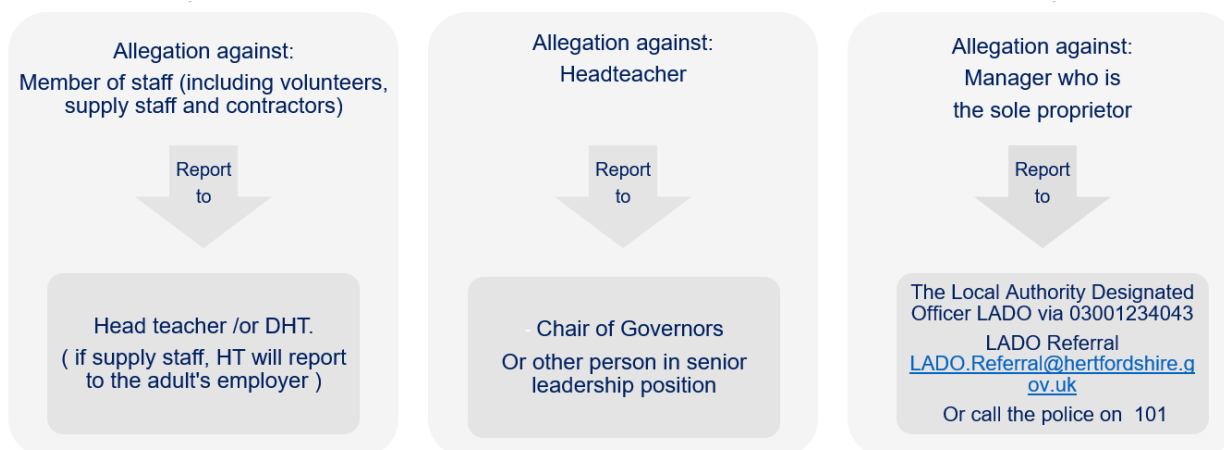 Allegation against:
Member of staff (including volunteers,
supply staff and contractors)
Report
to
Head teacher /or DHT.
( if supply staff, HT will report
to the adult's employer )
Allegation against:
Headteacher
Report
to
- Chair of Governors
Or other person in senior
leadership position
Allegation against:
Manager who is
the sole proprietor
Report
to
The Local Authority Designated
Officer LADO via 03001234043
LADO Referral
LADO.Referral@hertfordshire.g
ov.uk
Or call the police on 101